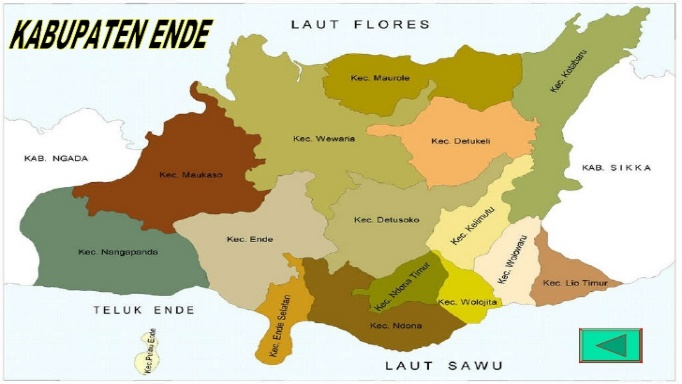 KABUPATEN ENDE
LAUT FLORES
Kec. Kotabaru
Kec. Maurole
Kec. Wewaria
Kec. Detukeli
KAB. NGADA
KAB. SIKKA
Kec. Maukaso
Kec. Detusoko
Kec. Kelimutu
Kec. Ende
Kec. Nangapanda
Kec. Wolowaru
Kec. Ndona Timur
Kec. Lio Timur
Kec. Wolojita
TELUK ENDE
Kec. Ende Selatan
Kec. Ndona
Kec.Pulau Ende
LAUT SAWU